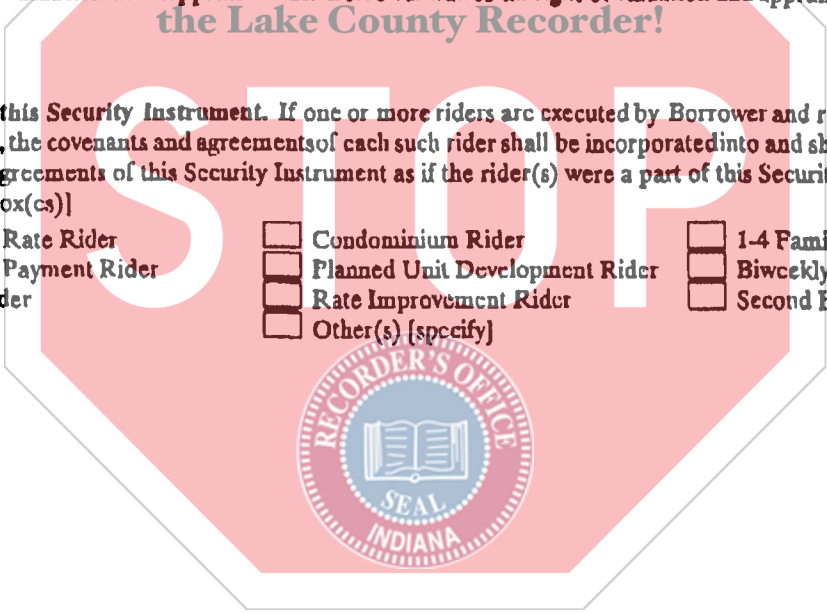 the Lake County Recorder!
STOP
this Security Instrument. If one or more riders are executed by Borrower and r
, the covenants and agreementsof each such rider shall be incorporatedinto and sh
greements of this Security Instrument as if the rider(s) were a part of this Securit
ox(es)]
Rate Rider Condominium Rider 1-4 Fami
Payment Rider Planned Unit Development Rider Biweekly
der Rate Improvement Rider Second
Other(s) [specify]
RECORDER'S OFFICE
SEAL
INDIANA